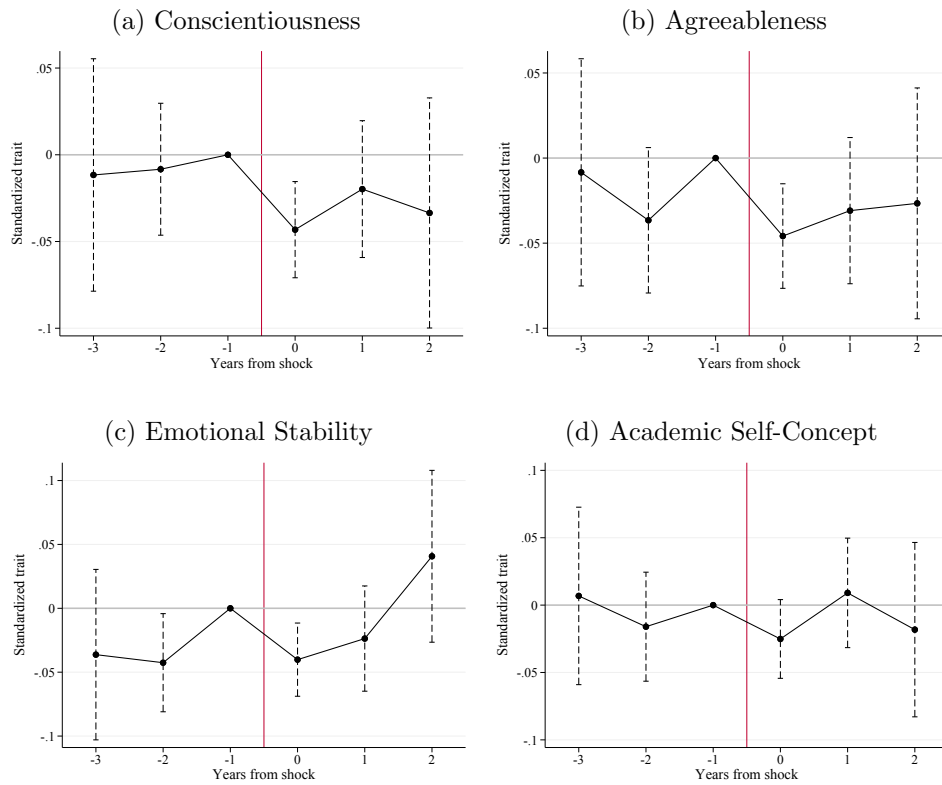 (a) Conscientiousness
.05
0
-.05
-.1
Standardized trait
-3 -2 -1 0 1 2
Years from shock
(b) Agreeableness
.05
0
-.05
-.1
Standardized trait
-3 -2 -1 0 1 2
Years from shock
(c) Emotional Stability
.1
.05
0
-.05
-.1
Standardized trait
-3 -2 -1 0 1 2
Years from shock
(d) Academic Self-Concept
.1
.05
0
-.05
-.1
Standardized trait
-3 -2 -1 0 1 2
Years from shock